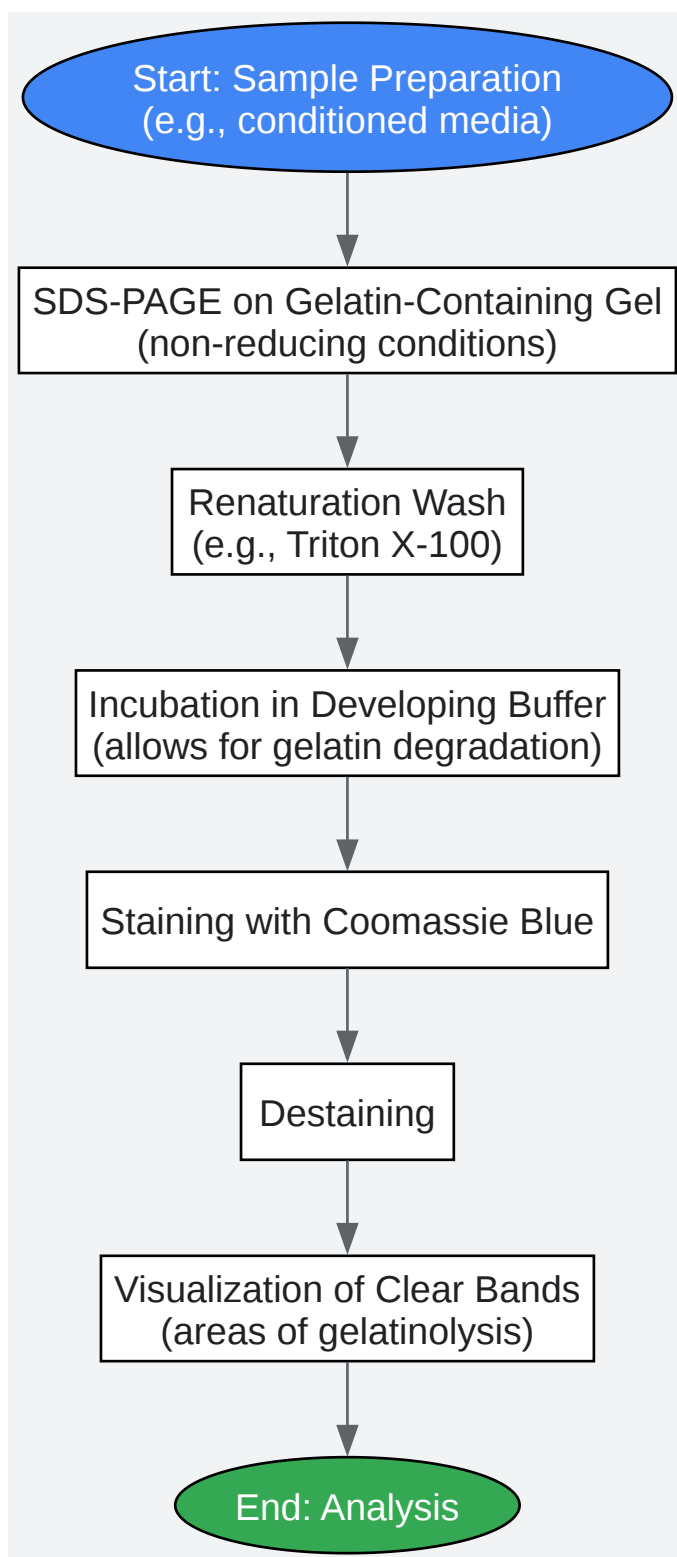 Start: Sample Preparation
(e.g., conditioned media)
SDS-PAGE on Gelatin-Containing Gel
(non-reducing conditions)
Renaturation Wash
(e.g., Triton X-100)
Incubation in Developing Buffer
(allows for gelatin degradation)
Staining with Coomassie Blue
Destaining
Visualization of Clear Bands
(areas of gelatinolysis)
End: Analysis